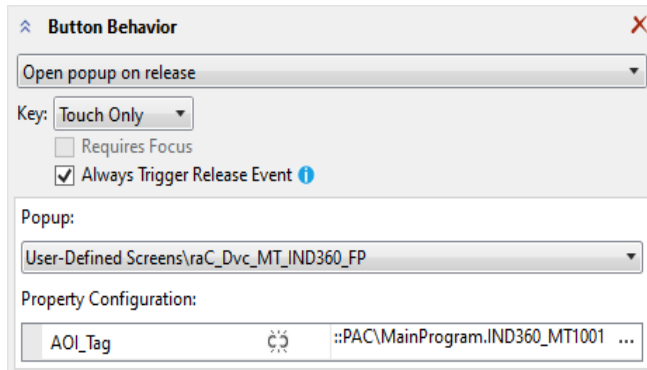 Button Behavior
Open popup on release
Key: Touch Only
Requires Focus
Always Trigger Release Event
Popup:
User-Defined Screens\raC_Dvc_MT_IND360_FP
Property Configuration:
AOI_Tag ::PAC\MainProgram.IND360_MT1001 ...